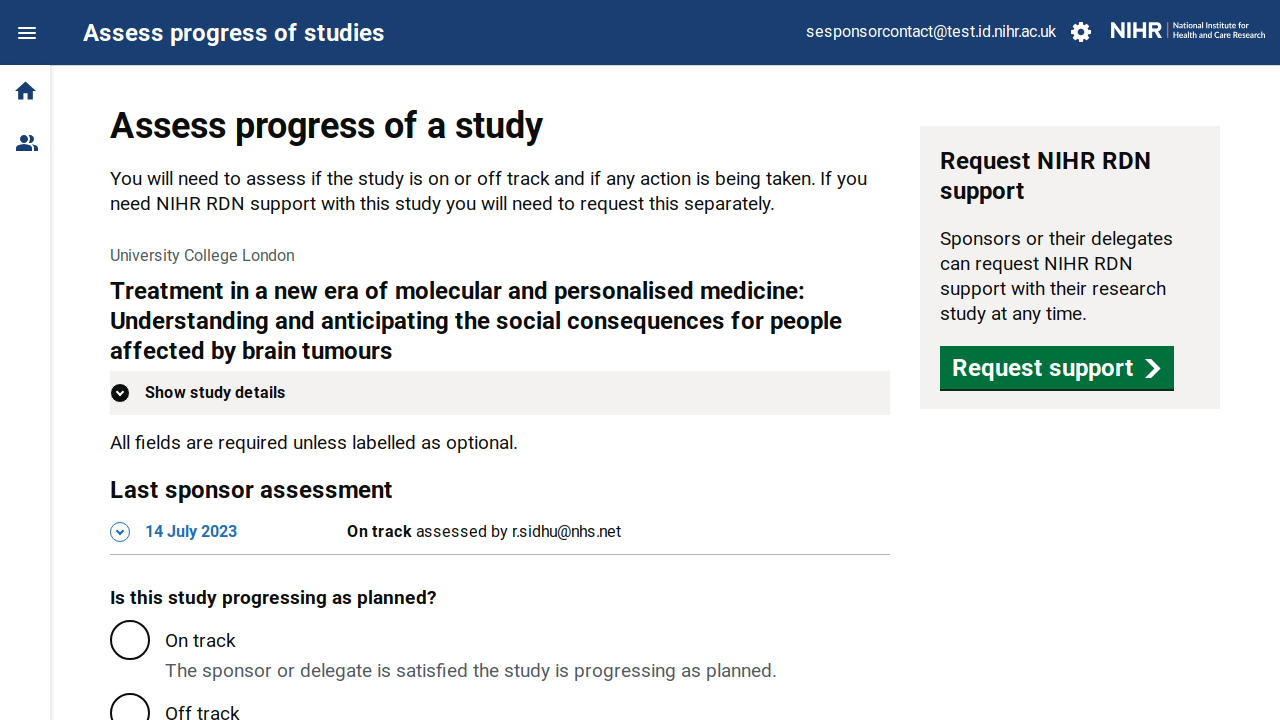 Assess progress of studies
sesponsorcontact@test.id.nihr.ac.uk
NIHR
National Institute for
Health and Care Research
Assess progress of a study
You will need to assess if the study is on or off track and if any action is being taken. If you
need NIHR RDN support with this study you will need to request this separately.
University College London
Treatment in a new era of molecular and personalised medicine:
Understanding and anticipating the social consequences for people
affected by brain tumours
Show study details
All fields are required unless labelled as optional.
Last sponsor assessment
14 July 2023 On track assessed by r.sidhu@nhs.net
Is this study progressing as planned?
On track
The sponsor or delegate is satisfied the study is progressing as planned.
Off track
Request NIHR RDN
support
Sponsors or their delegates
can request NIHR RDN
support with their research
study at any time.
Request support